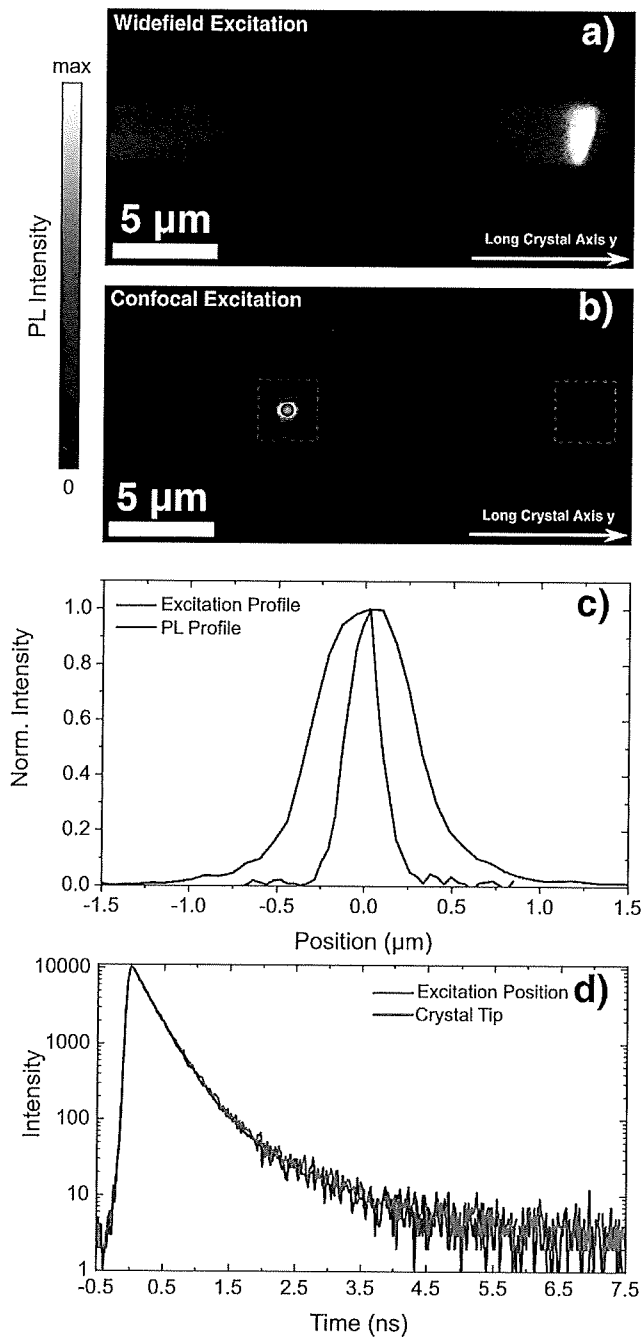 Widefield Excitation
a)
max
5 µm
Long Crystal Axis y
PL Intensity
Confocal Excitation
b)
0
5 µm
Long Crystal Axis y
Excitation Profile
PL Profile
c)
1.0
0.8
0.6
0.4
0.2
0.0
Norm. Intensity
-1.5 -1.0 -0.5 0.0 0.5 1.0 1.5
Position (µm)
10000
1000
100
10
1
Intensity
Excitation Position
Crystal Tip
d)
-0.5 0.5 1.5 2.5 3.5 4.5 5.5 6.5 7.5
Time (ns)